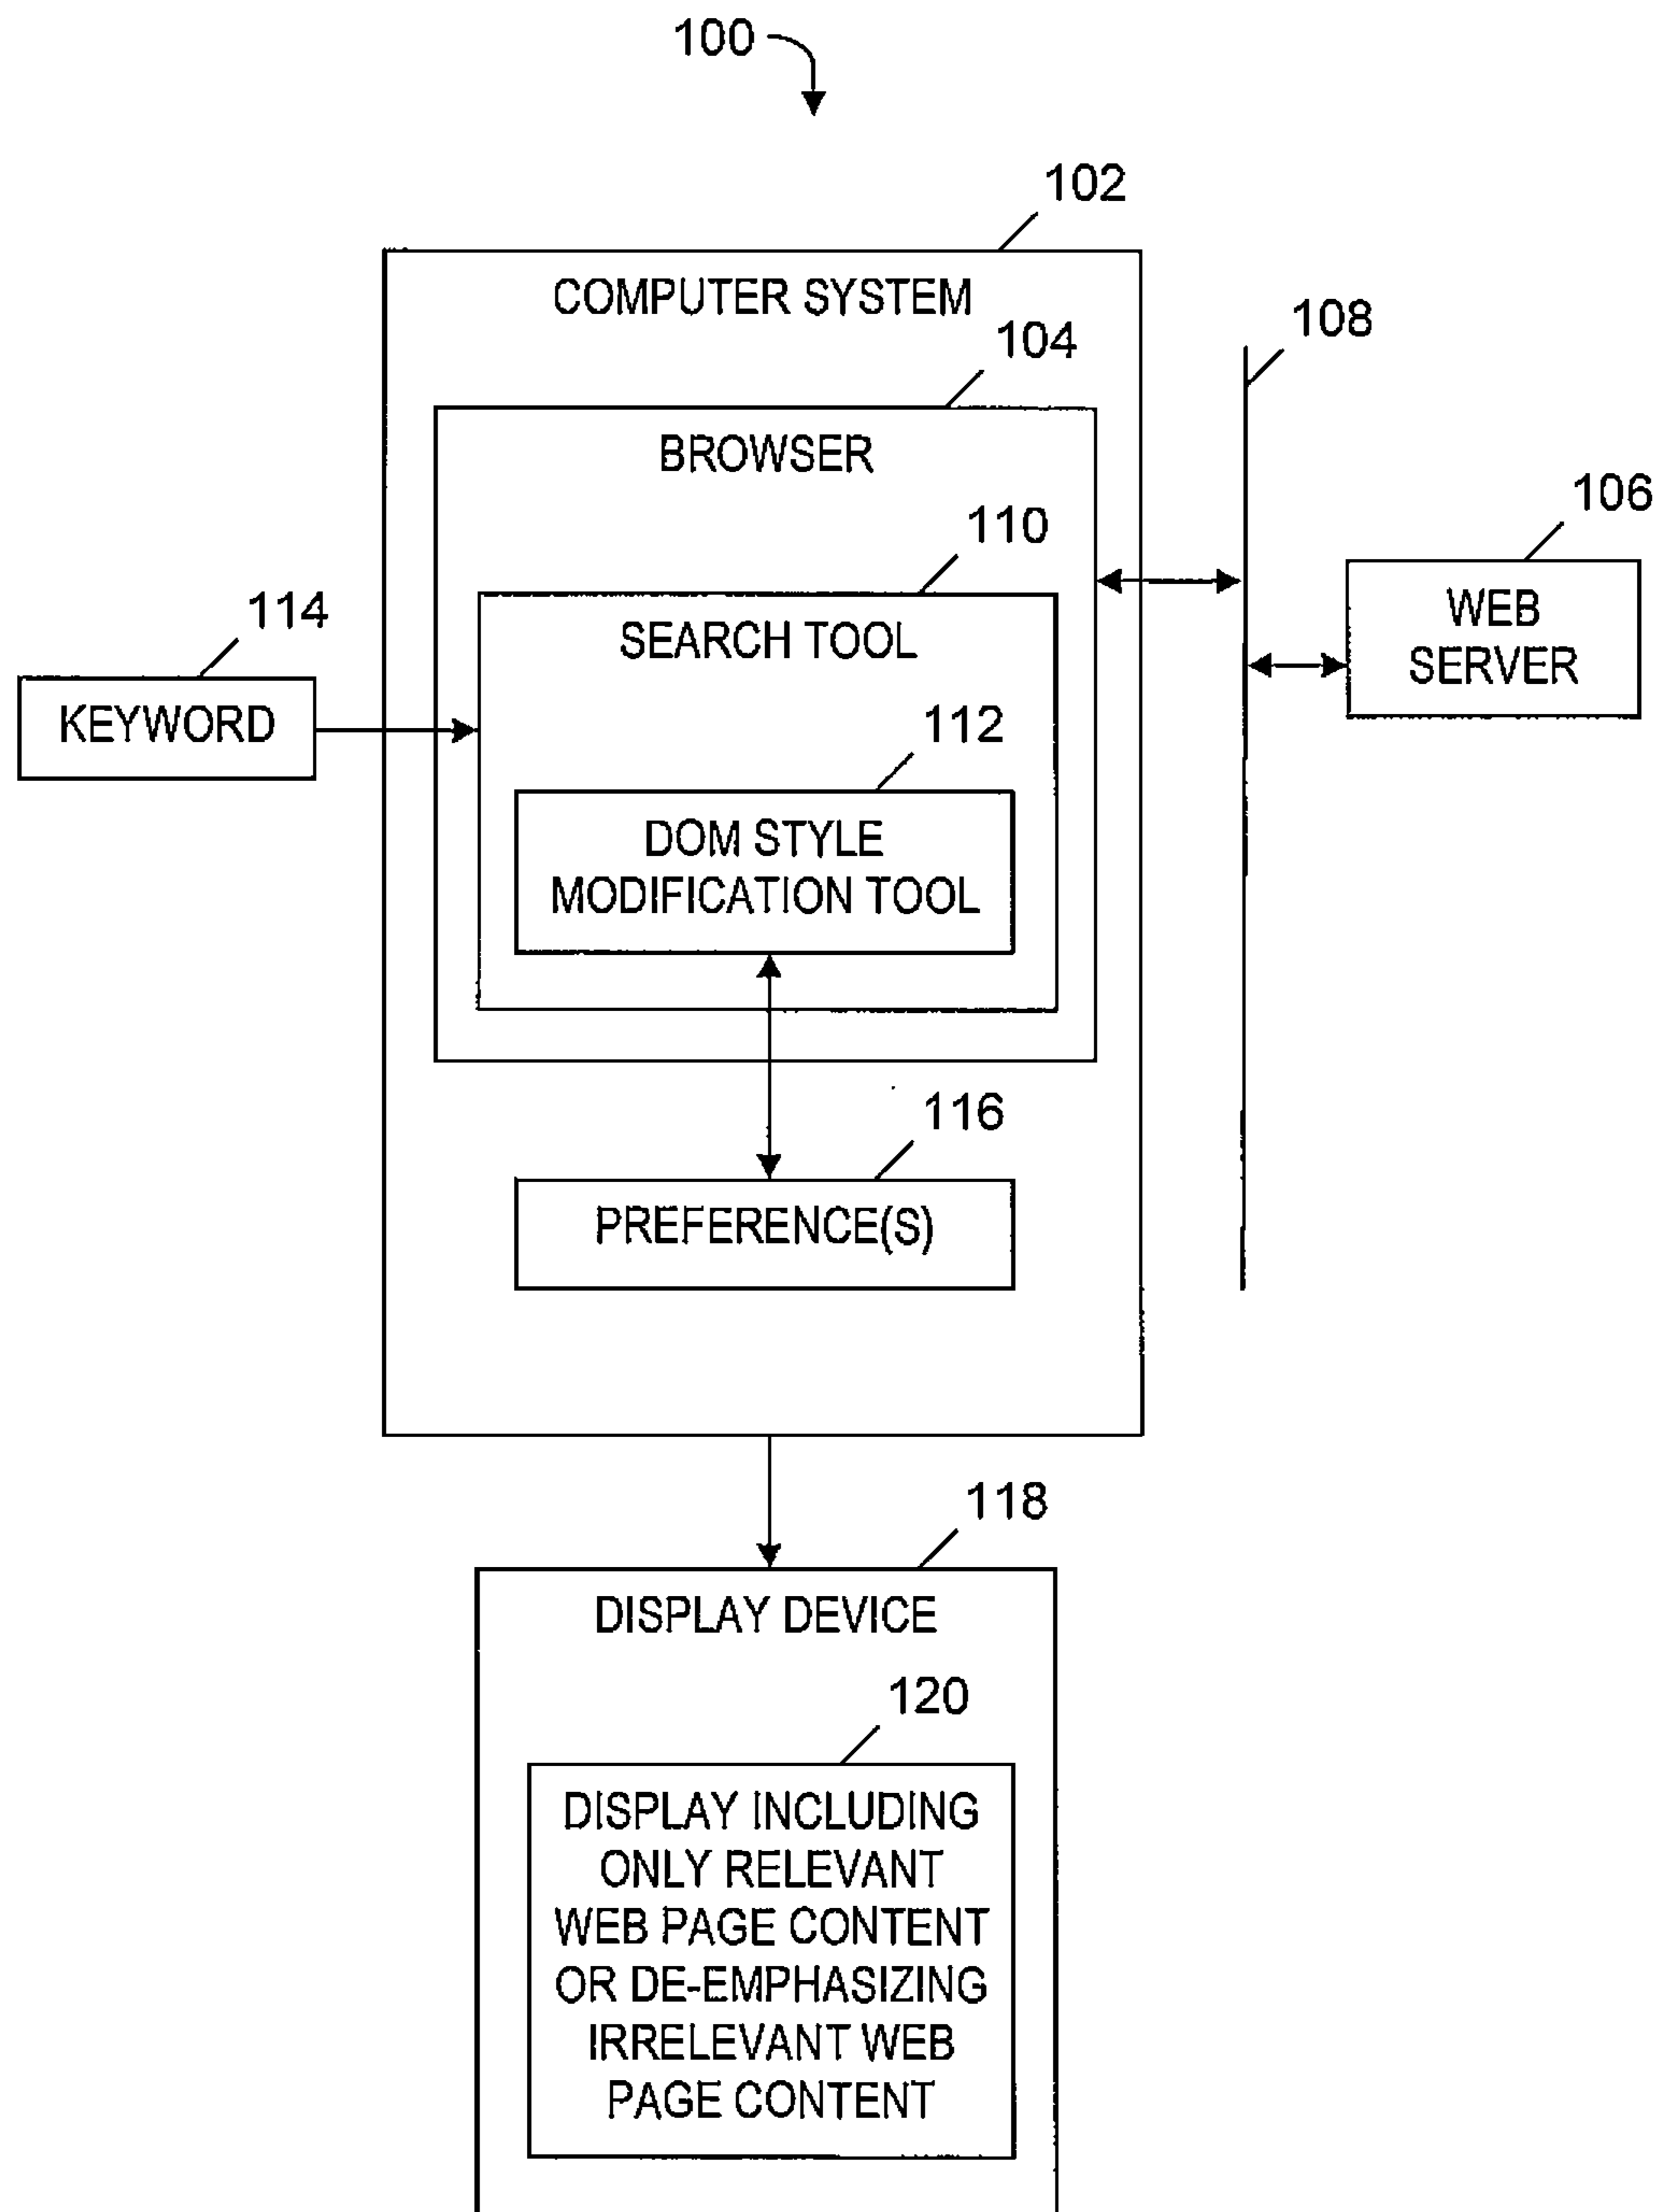 100
102
COMPUTER SYSTEM
108
104
BROWSER
106
110
WEB
SERVER
114
SEARCH TOOL
KEYWORD
112
DOM STYLE
MODIFICATION TOOL
116
PREFERENCE(S)
118
DISPLAY DEVICE
120
DISPLAY INCLUDING
ONLY RELEVANT
WEB PAGE CONTENT
OR DE-EMPHASIZING
IRRELEVANT WEB
PAGE CONTENT